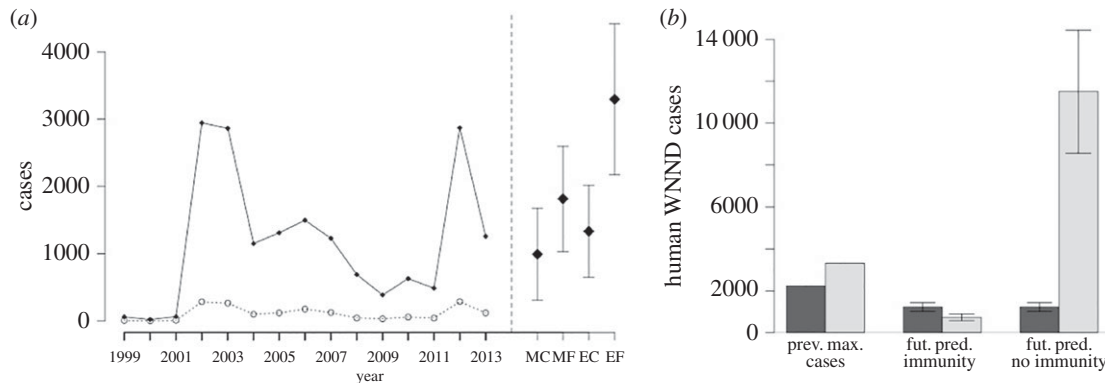 (a)
4000
3000
2000
1000
0
cases
1999 2001 2003 2005 2007 2009 2011 2013
year
MC MF EC EF
(b)
14 000
10 000
6000
2000
0
human WNND cases
prev. max. cases
fut. pred. immunity
fut. pred. no immunity